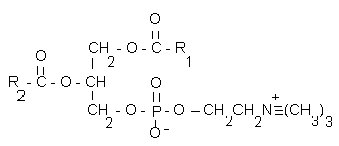 O
CH2–O–C–R1
O
R2–C–O–CH
O
CH2–O–P–O–CH2CH2N≡(CH3)3
+
O–